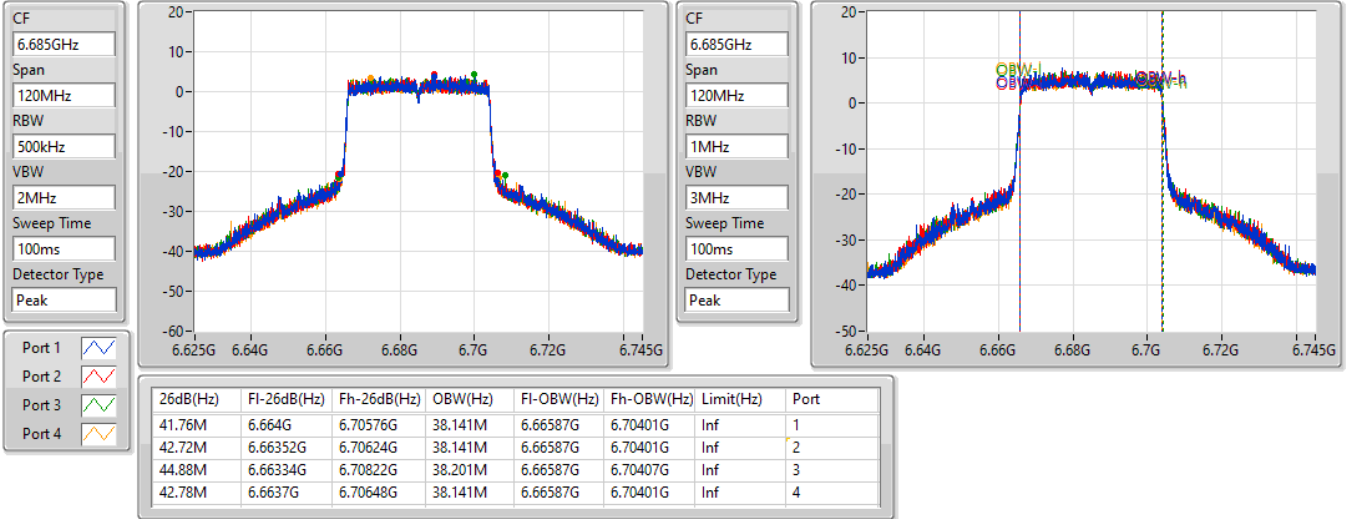 CF
6.685GHz
Span
120MHz
RBW
500kHz
VBW
2MHz
Sweep Time
100ms
Detector Type
Peak
20
10
0
-10
-20
-30
-40
-50
-60
6.625G 6.64G 6.66G 6.68G 6.7G 6.72G 6.745G
CF
6.685GHz
Span
120MHz
RBW
1MHz
VBW
3MHz
Sweep Time
100ms
Detector Type
Peak
20
10
0
-10
-20
-30
-40
-50
OBW-l
OBW-h
6.625G 6.64G 6.66G 6.68G 6.7G 6.72G 6.745G
Port 1
Port 2
Port 3
Port 4
26dB(Hz) Fl-26dB(Hz) Fh-26dB(Hz) OBW(Hz) Fl-OBW(Hz) Fh-OBW(Hz) Limit(Hz) Port
41.76M 6.664G 6.70576G 38.141M 6.66587G 6.70401G Inf 1
42.72M 6.66352G 6.70624G 38.141M 6.66587G 6.70401G Inf 2
44.88M 6.66334G 6.70822G 38.201M 6.66587G 6.70407G Inf 3
42.78M 6.6637G 6.70648G 38.141M 6.66587G 6.70401G Inf 4